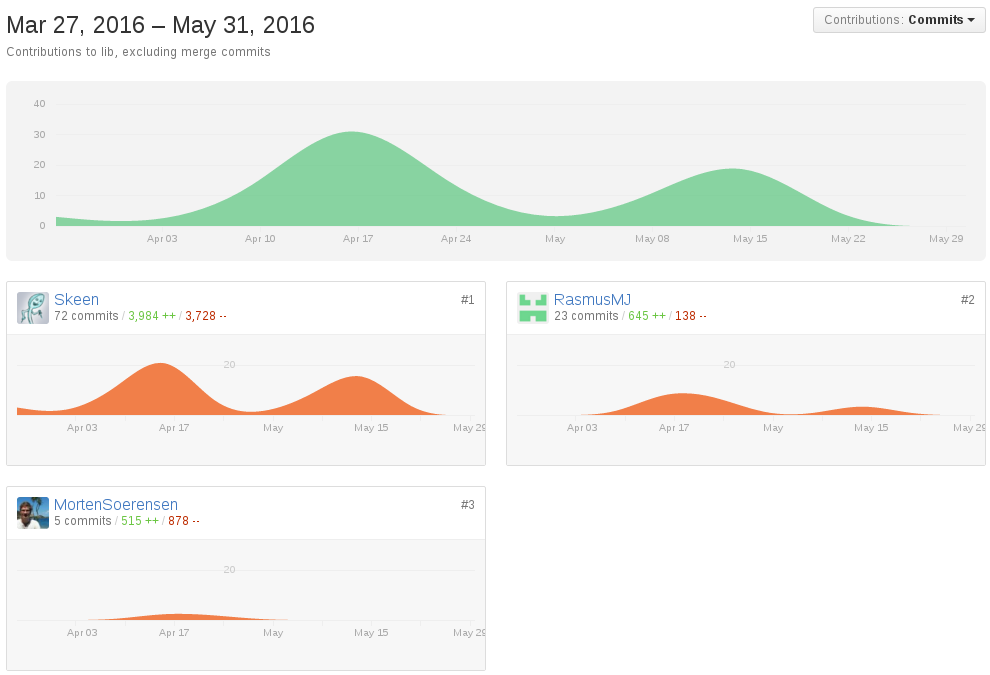 Mar 27, 2016 – May 31, 2016
Contributions: Commits
Contributions to lib, excluding merge commits
40
30
20
10
0
Apr 03 Apr 10 Apr 17 Apr 24 May May 08 May 15 May 22 May 29
Skeen #1
72 commits / 3,984 ++ / 3,728 --
20
Apr 03 Apr 17 May May 15 May 29
RasmusMJ #2
23 commits / 645 ++ / 138 --
20
Apr 03 Apr 17 May May 15 May 29
MortenSoerensen #3
5 commits / 515 ++ / 878 --
20
Apr 03 Apr 17 May May 15 May 29